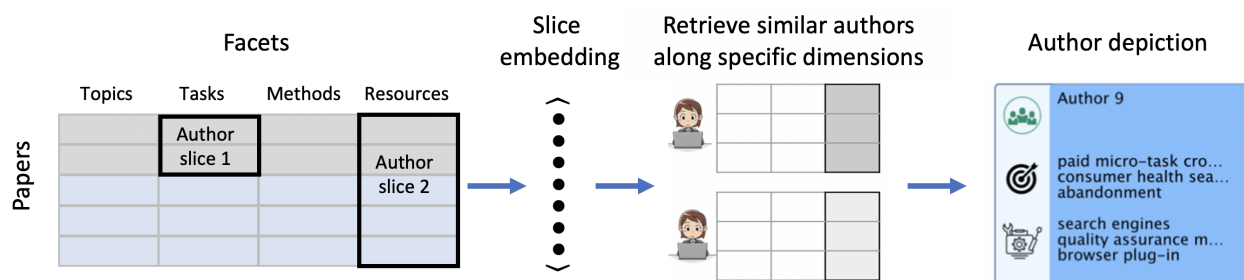 Facets
Topics Tasks Methods Resources
Papers
Author
slice 1
Author
slice 2
Slice
embedding
Retrieve similar authors
along specific dimensions
Author depiction
Author 9
paid micro-task cro...
consumer health sea...
abandonment
search engines
quality assurance m...
browser plug-in